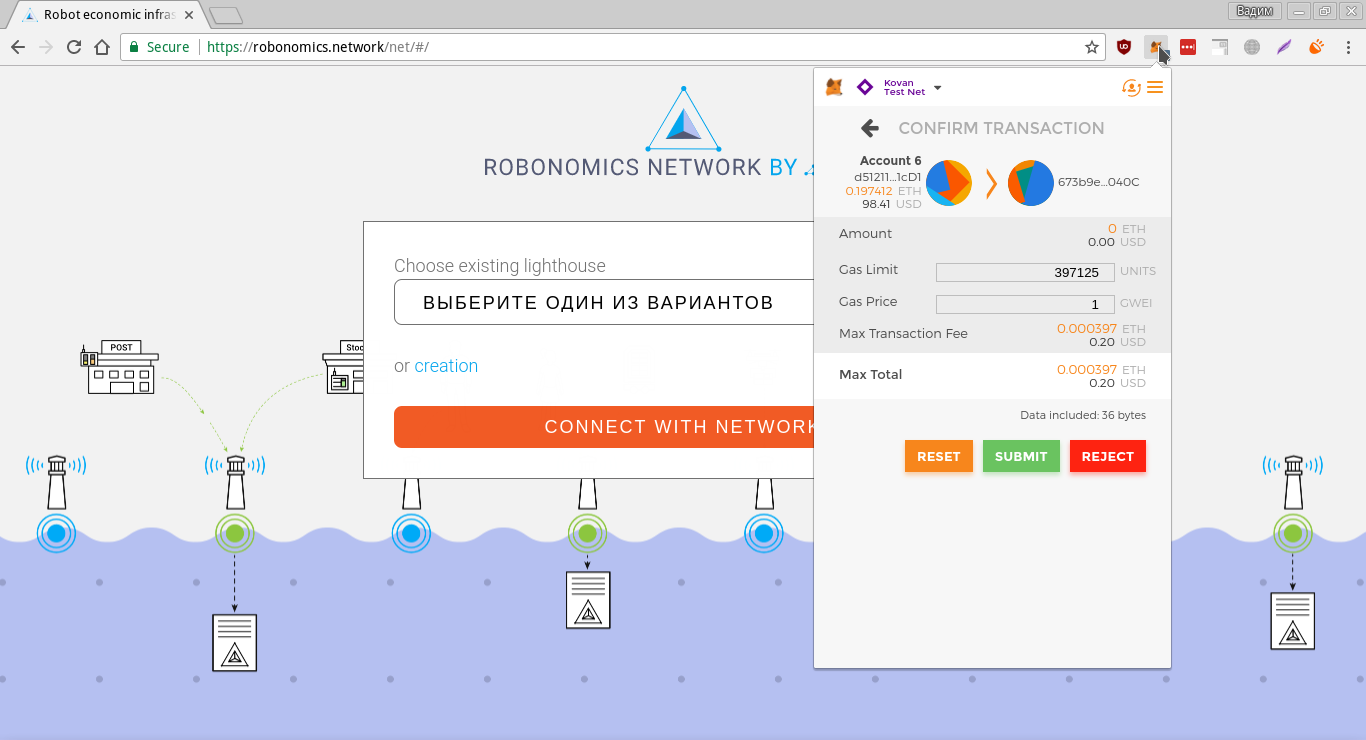 Robot economic infras
Вадим
Secure
https://robonomics.network/net/#/
Kovan
Test Net
CONFIRM TRANSACTION
Account 6
d51211...1cD1
0.197412 ETH
98.41 USD
673b9e...040C
Amount
0 ETH
0.00 USD
Gas Limit
397125 UNITS
Gas Price
1 GWEI
Max Transaction Fee
0.000397 ETH
0.20 USD
Max Total
0.000397 ETH
0.20 USD
Data included: 36 bytes
RESET SUBMIT REJECT
ROBONOMICS NETWORK BY
Choose existing lighthouse
ВЫБЕРИТЕ ОДИН ИЗ ВАРИАНТОВ
or creation
CONNECT WITH NETWORK
POST
Stoc